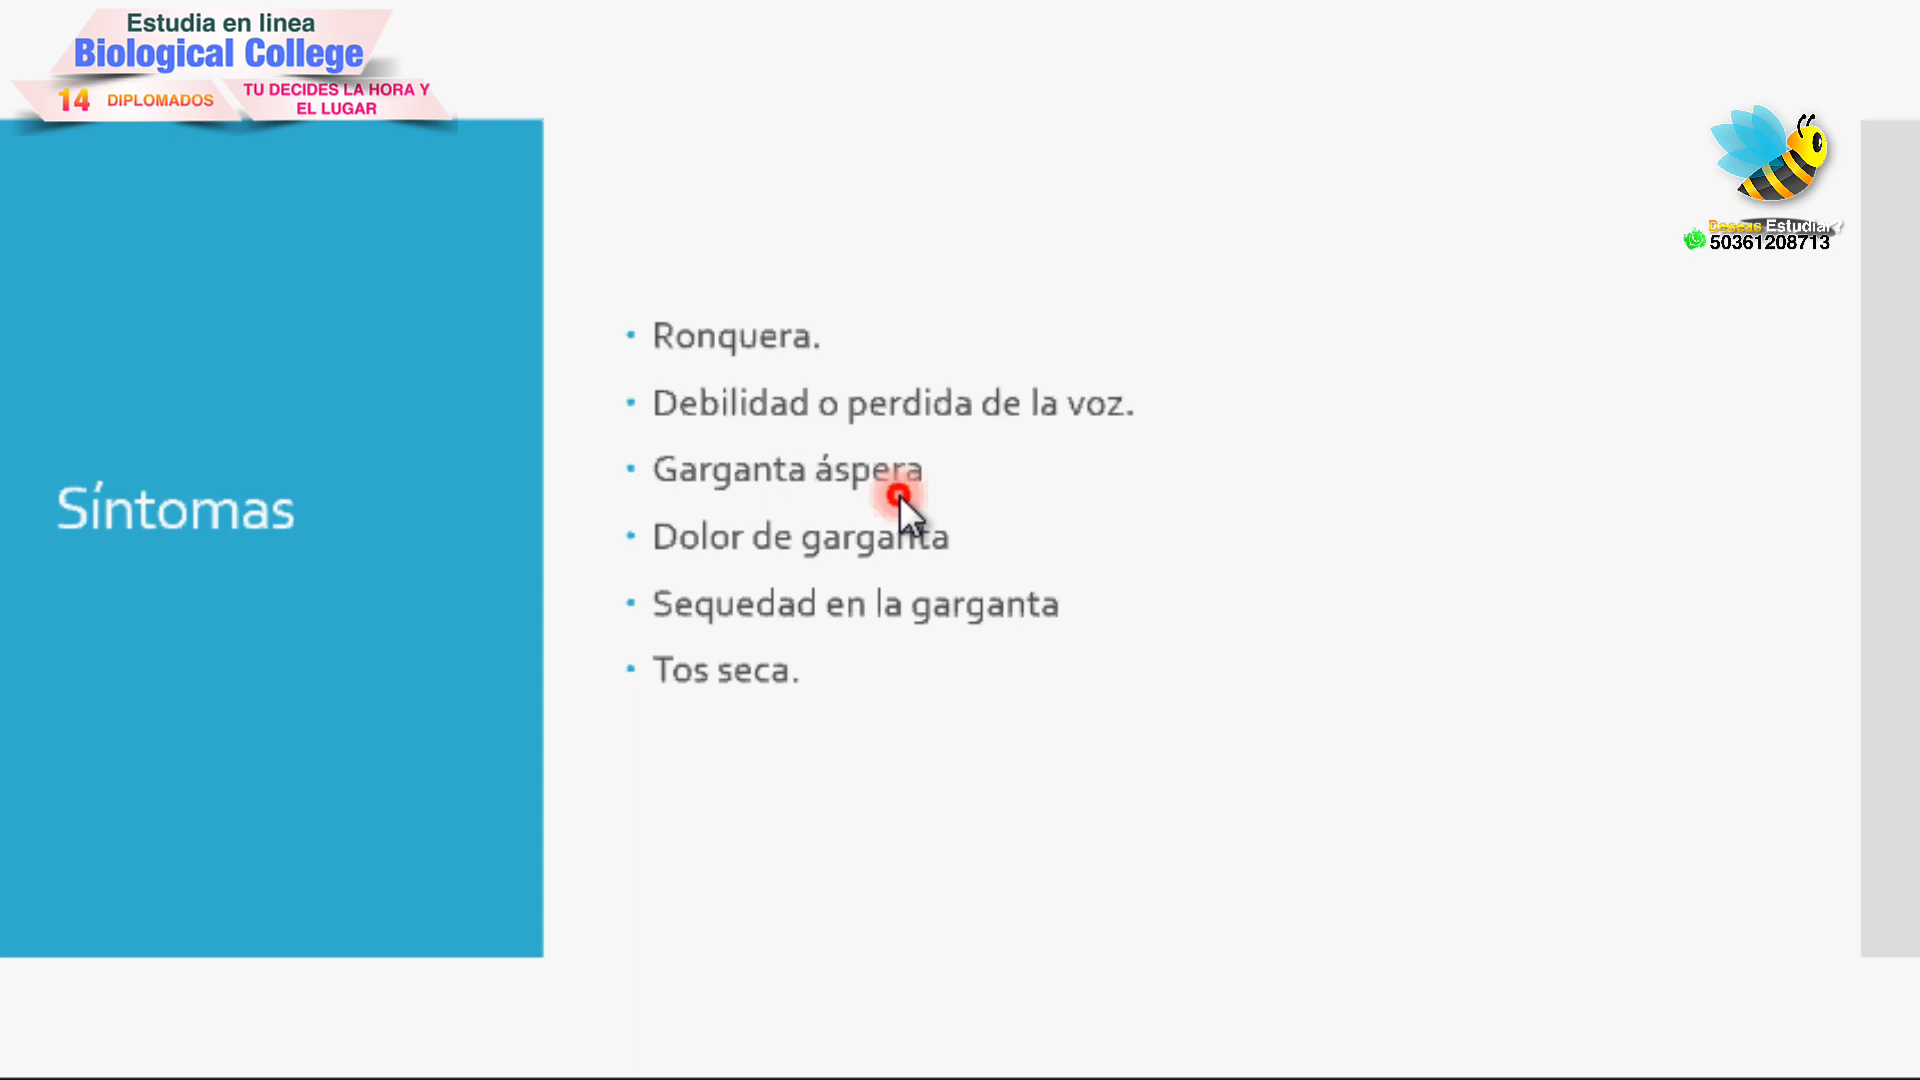 Estudia en linea
Biological College
14 DIPLOMADOS
TU DECIDES LA HORA Y
EL LUGAR
Deseas Estudiar?
50361208713
Síntomas
• Ronquera.
• Debilidad o perdida de la voz.
• Garganta áspera
• Dolor de garganta
• Sequedad en la garganta
• Tos seca.